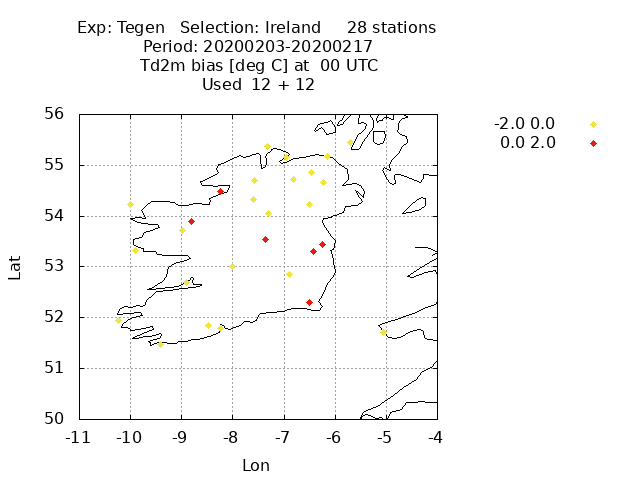 Exp: Tegen   Selection: Ireland     28 stations
Period: 20200203-20200217
Td2m bias [deg C] at  00 UTC
Used  12 + 12
-2.0 0.0
0.0 2.0
56
55
54
53
52
51
50
Lat
-11 -10 -9 -8 -7 -6 -5 -4
Lon